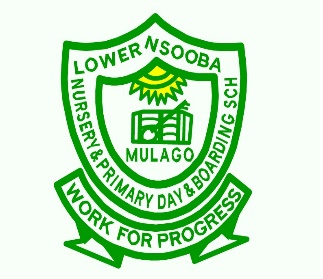 LOWER NSOOBA
NURSERY & PRIMARY DAY & BOARDING SCH
MULAGO
WORK FOR PROGRESS